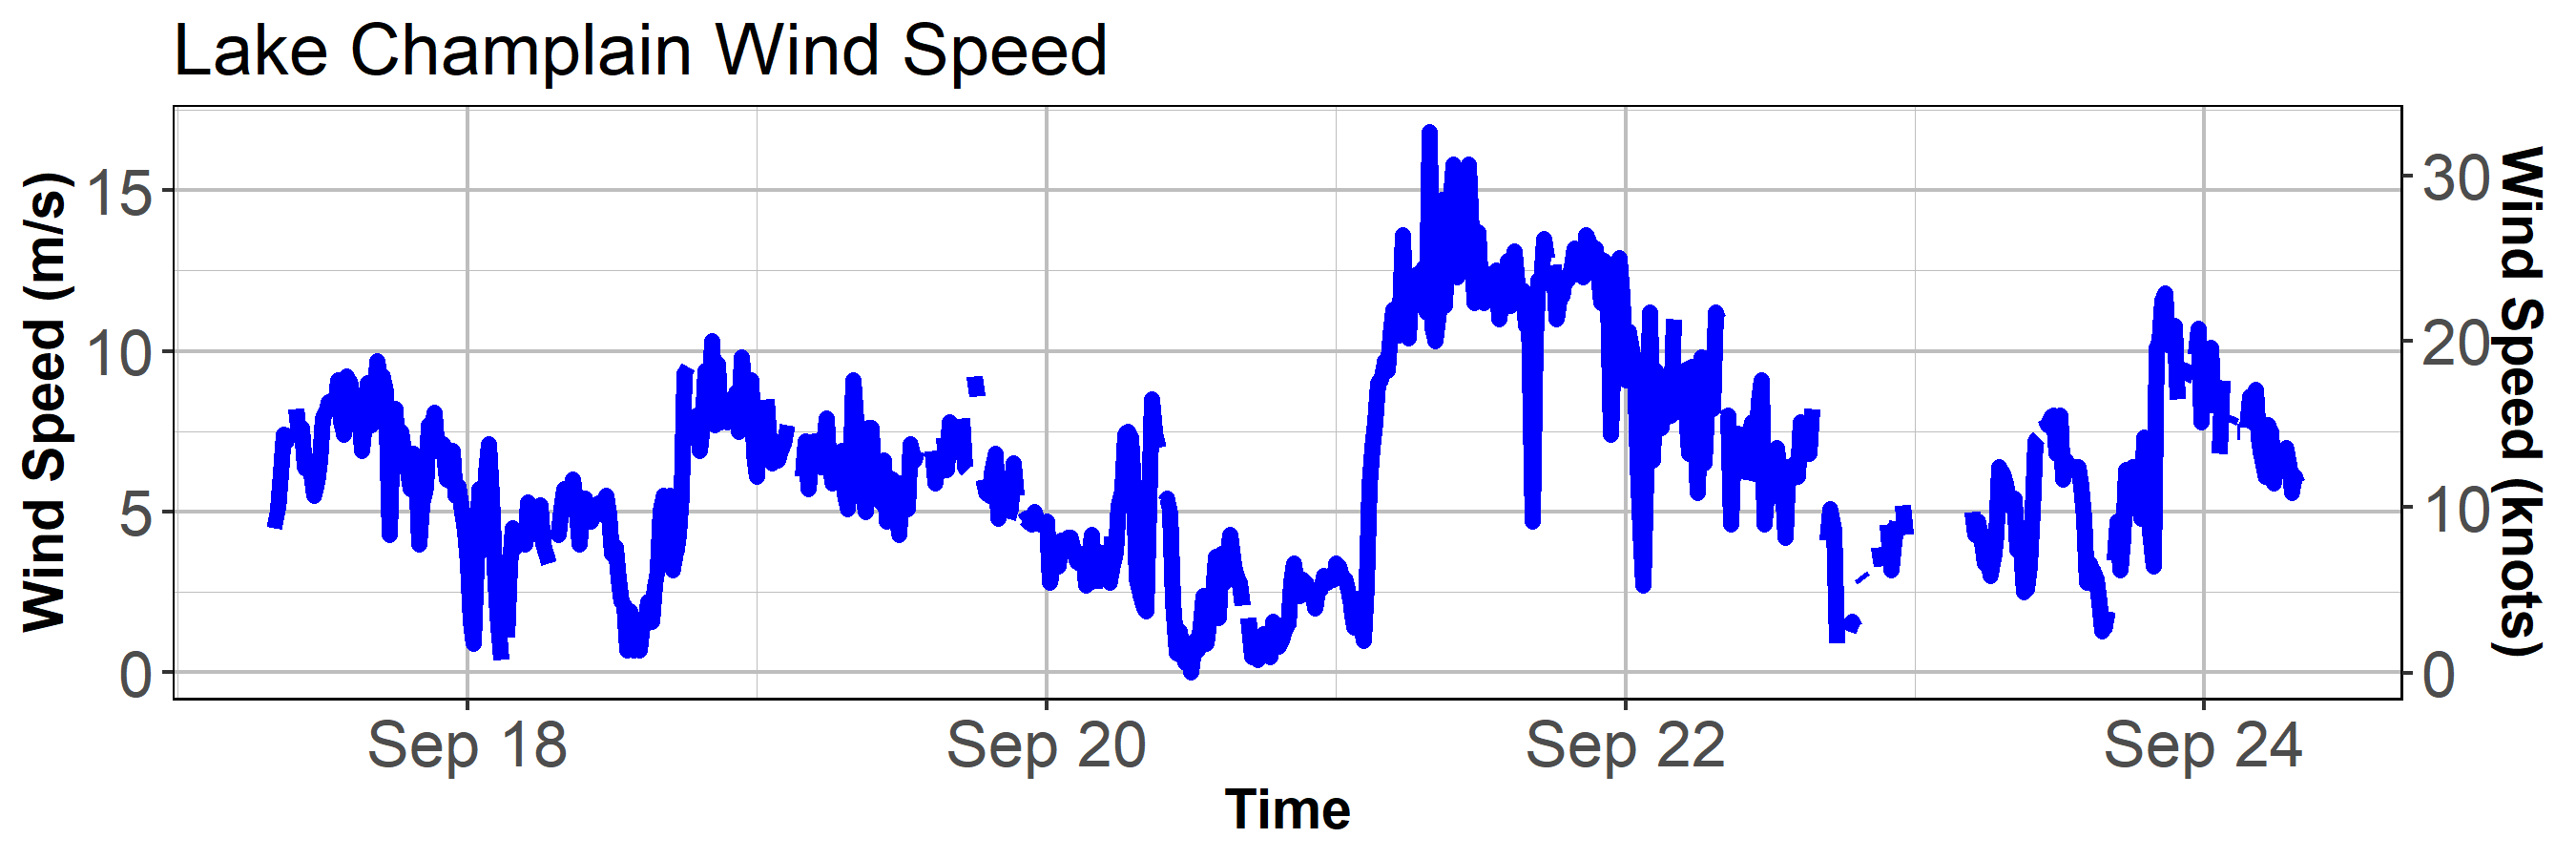 Lake Champlain Wind Speed
Wind Speed (m/s)
15
10
5
0
30
20
10
0
Wind Speed (knots)
Sep 18
Sep 20
Sep 22
Sep 24
Time